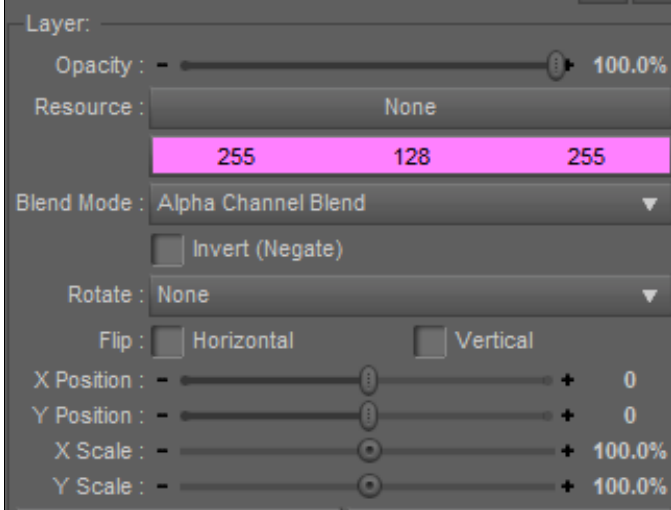 Layer:
Opacity : - + 100.0%
Resource : None
255 128 255
Blend Mode : Alpha Channel Blend
Invert (Negate)
Rotate : None
Flip : Horizontal Vertical
X Position : - + 0
Y Position : - + 0
X Scale : - + 100.0%
Y Scale : - + 100.0%